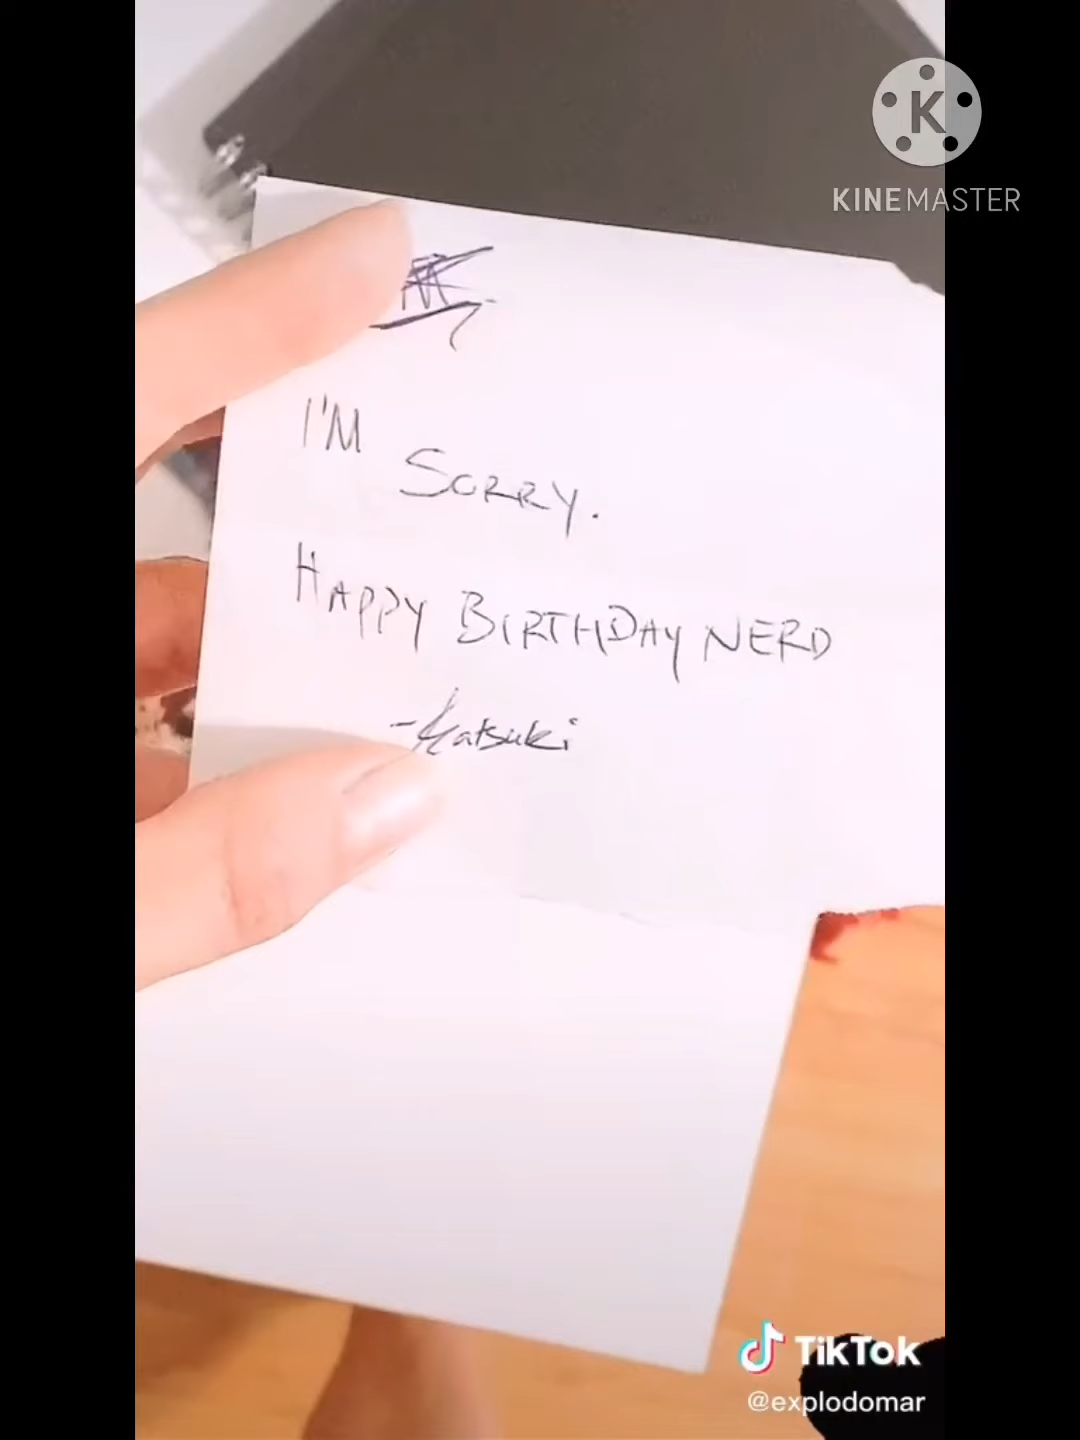 K
KINEMASTER
I'M SORRY.
HAPPY BIRTHDAY NERD
-Katsuki
TikTok
@explodomar